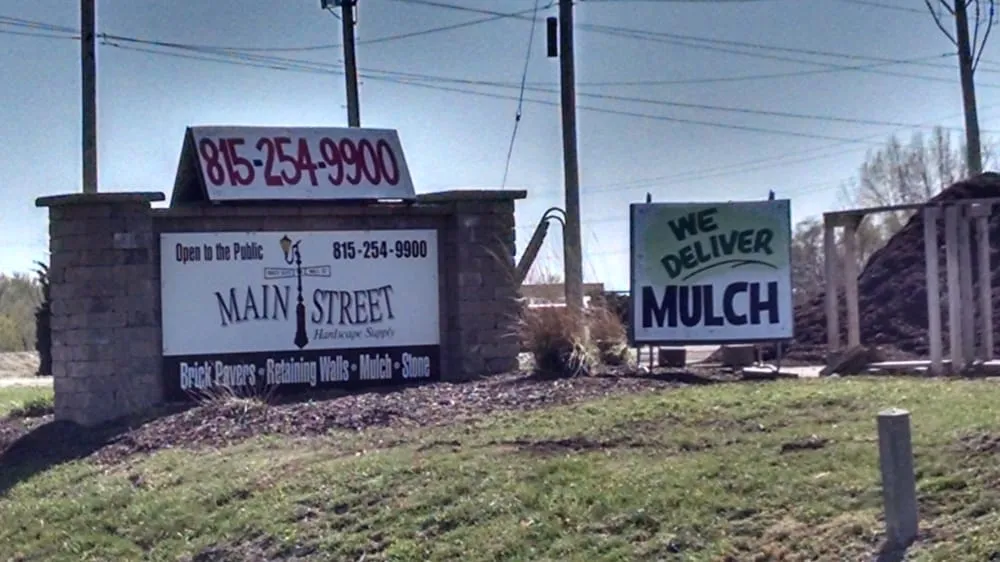 815-254-9900
Open to the Public 815-254-9900
MAIN STREET
Hardscape Supply
Brick Pavers • Retaining Walls • Mulch • Stone
WE
DELIVER
MULCH